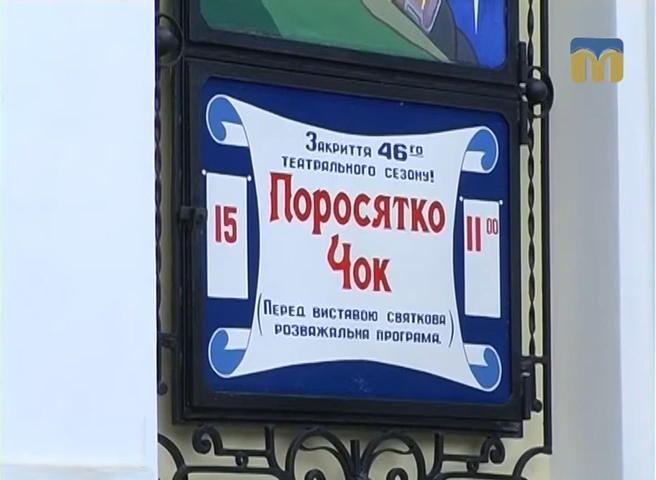 Закриття 46го
театрального сезону!
15
Поросятко
Чок
11 00
(Перед виставою святкова
розважальна програма.)
M